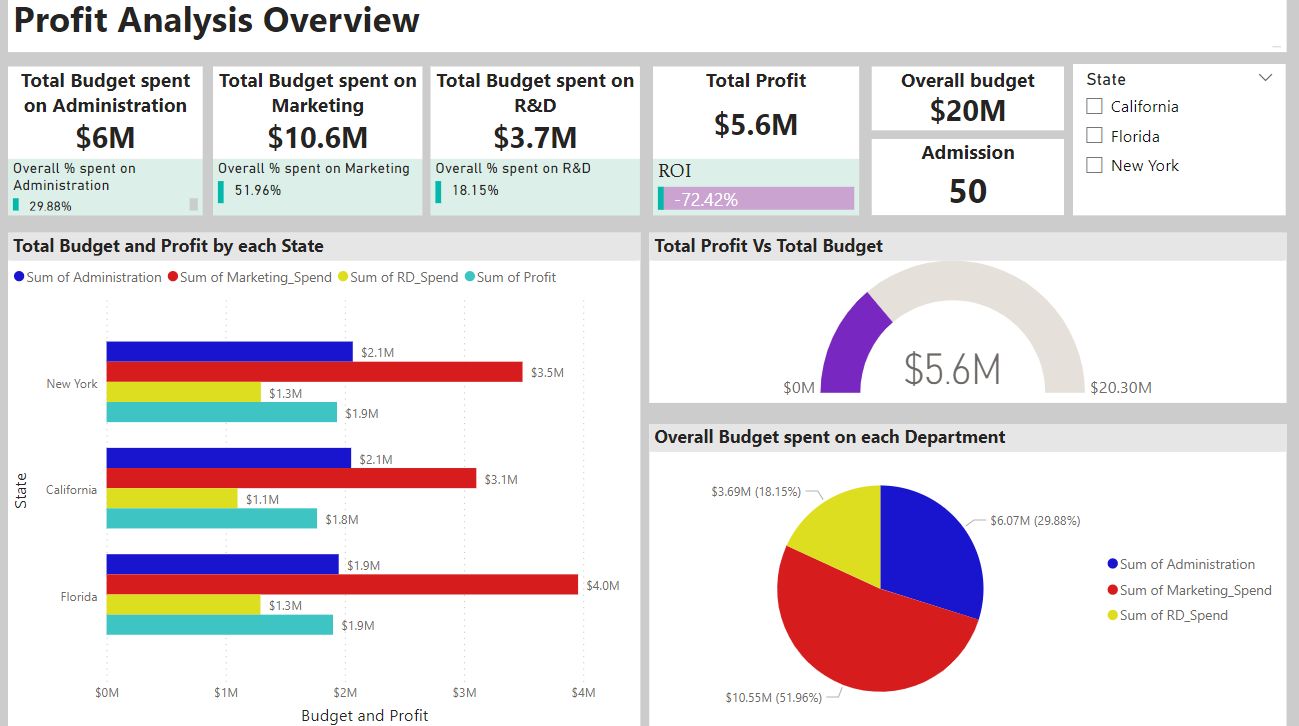 Profit Analysis Overview
Total Budget spent
on Administration
$6M
Overall % spent on
Administration
29.88%
Total Budget spent on
Marketing
$10.6M
Overall % spent on Marketing
51.96%
Total Budget spent on
R&D
$3.7M
Overall % spent on R&D
18.15%
Total Profit
$5.6M
ROI
-72.42%
Overall budget
$20M
Admission
50
State
California
Florida
New York
Total Budget and Profit by each State
Sum of Administration Sum of Marketing_Spend Sum of RD_Spend Sum of Profit
State
New York
$2.1M
$3.5M
$1.3M
$1.9M
California
$2.1M
$3.1M
$1.1M
$1.8M
Florida
$1.9M
$4.0M
$1.3M
$1.9M
$0M $1M $2M $3M $4M
Budget and Profit
Total Profit Vs Total Budget
$5.6M
$0M $20.30M
Overall Budget spent on each Department
$3.69M (18.15%)
$6.07M (29.88%)
$10.55M (51.96%)
Sum of Administration
Sum of Marketing_Spend
Sum of RD_Spend